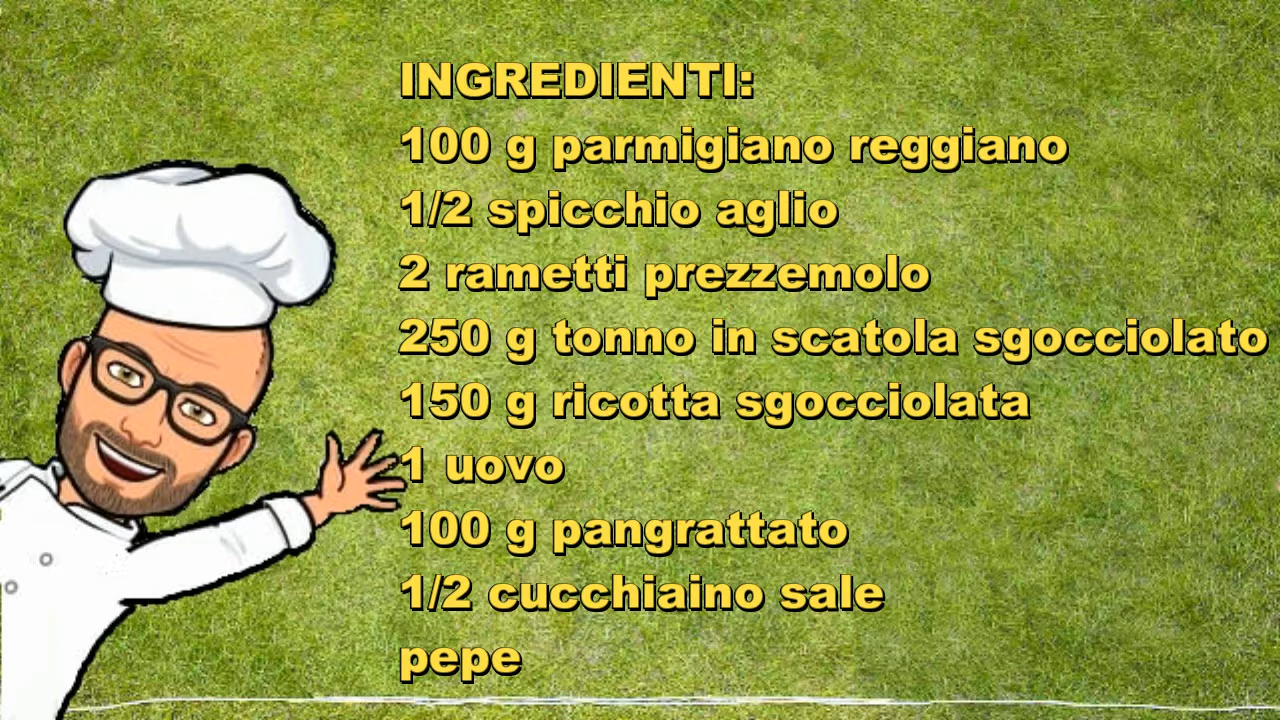 INGREDIENTI:
100 g parmigiano reggiano
1/2 spicchio aglio
2 rametti prezzemolo
250 g tonno in scatola sgocciolato
150 g ricotta sgocciolata
1 uovo
100 g pangrattato
1/2 cucchiaino sale
pepe